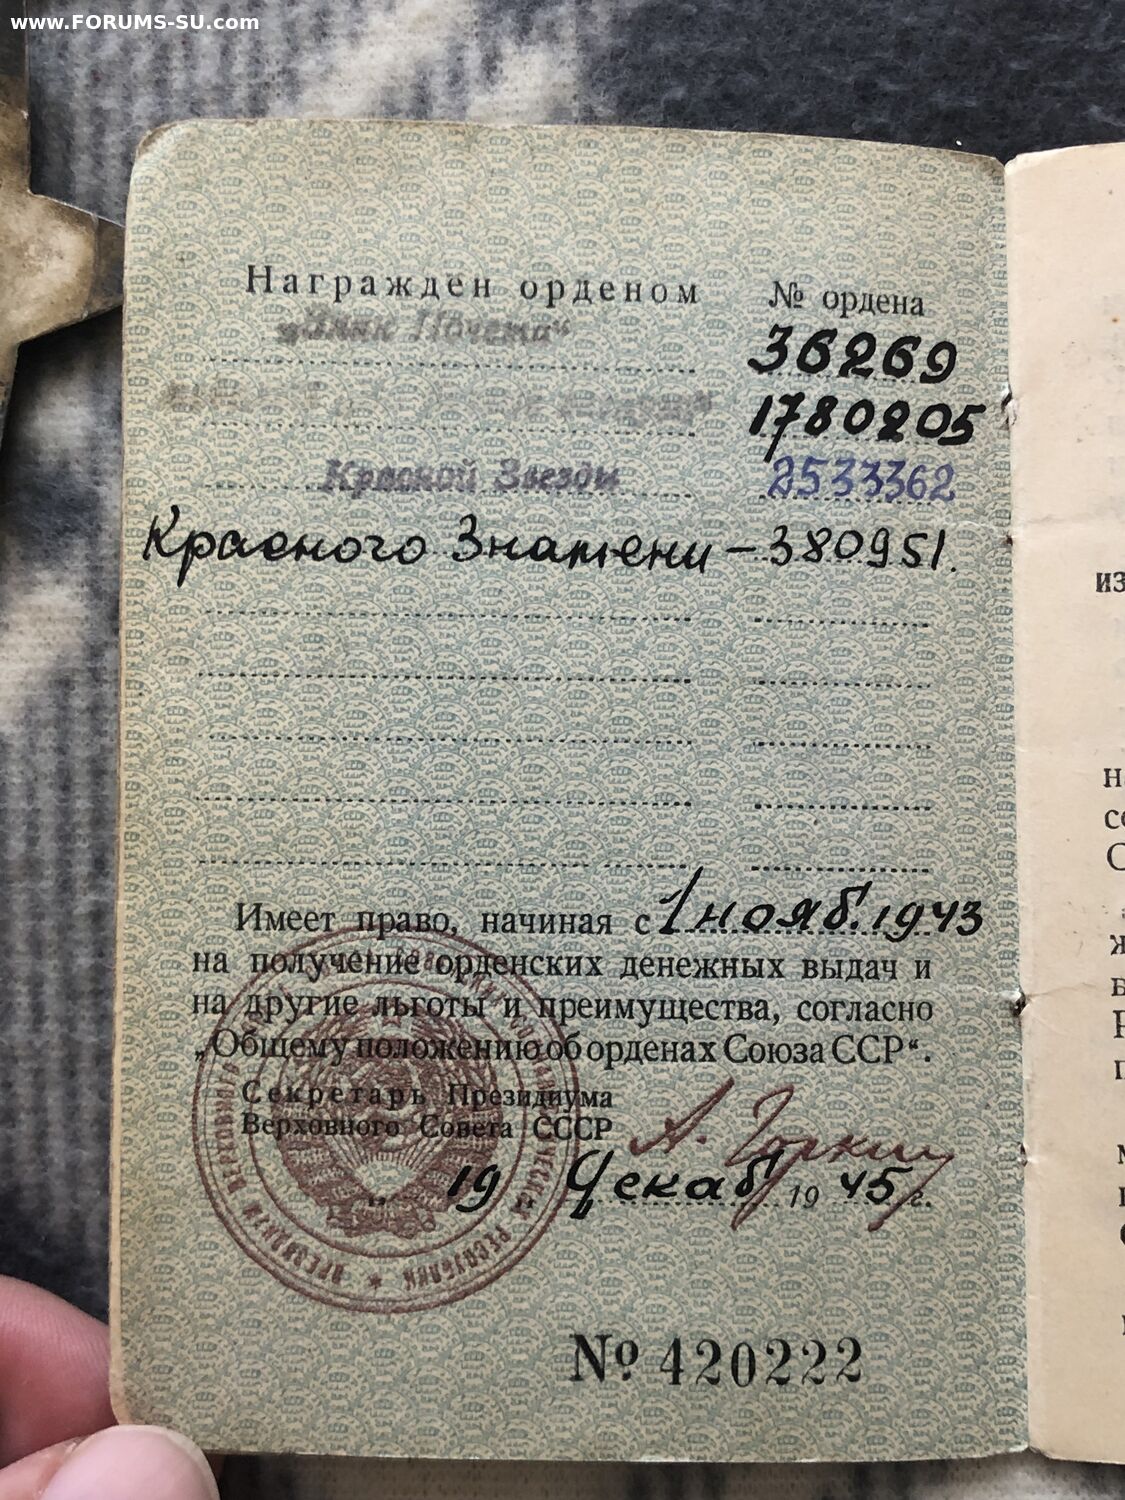 www.FORUMS-SU.com
Награжден орденом № ордена
„Знак Почета“ 36269
1780205
Красной Звезды 2533362
Красного Знамени – 380951.
Имеет право, начиная с 1 нояб. 1943
на получение орденских денежных выдач и
на другие льготы и преимущества, согласно
„Общему положению об орденах Союза ССР“.
Секретарь Президиума
Верховного Совета СССР А. Горкин
19 декаб. 1945 г.
№ 420222